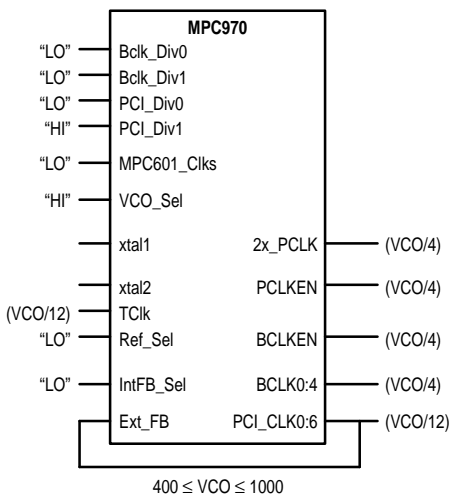 MPC970
“LO” Bclk_Div0
“LO” Bclk_Div1
“LO” PCI_Div0
“HI” PCI_Div1
“LO” MPC601_Clks
“HI” VCO_Sel
xtal1 2x_PCLK (VCO/4)
xtal2 PCLKEN (VCO/4)
(VCO/12) TClk
“LO” Ref_Sel BCLKEN (VCO/4)
“LO” IntFB_Sel BCLK0:4 (VCO/4)
Ext_FB PCI_CLK0:6 (VCO/12)
400 ≤ VCO ≤ 1000